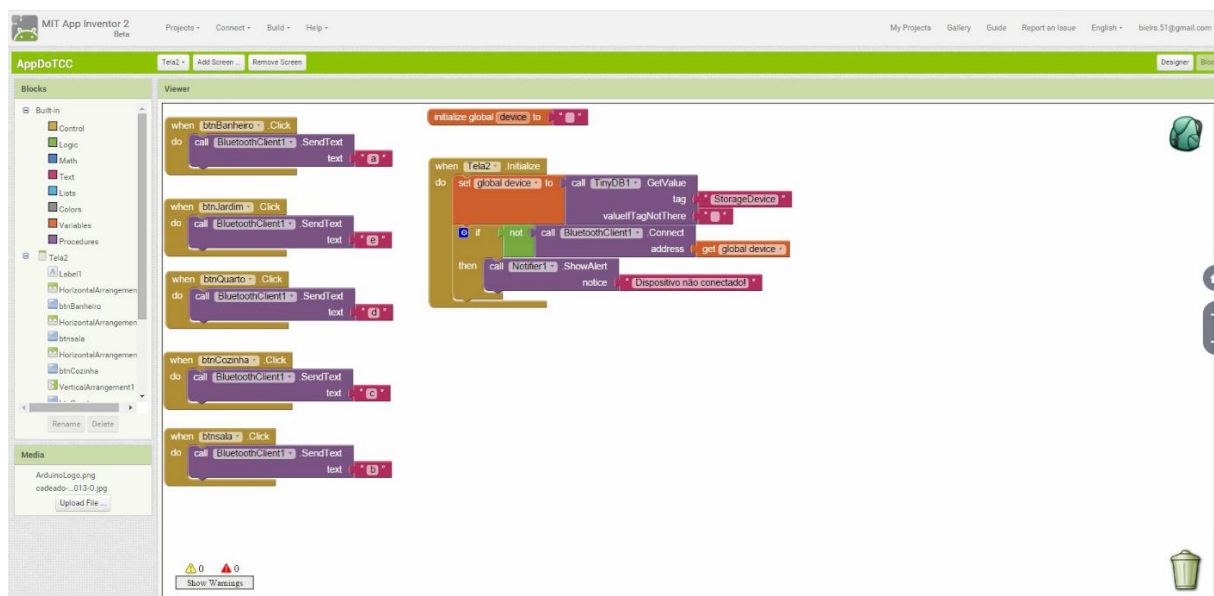 MIT App Inventor 2
Beta
Projects Connect Build Help
My Projects Gallery Guide Report an Issue English bielrs.51@gmail.com
AppDoTCC
Tela2 Add Screen ... Remove Screen
Designer Bloc
Blocks
Viewer
Built-in
Control
Logic
Math
Text
Lists
Colors
Variables
Procedures
Tela2
Label1
HorizontalArrangemen
btnBanheiro
HorizontalArrangemen
btnsala
HorizontalArrangemen
btnCozinha
VerticalArrangement1
Rename Delete
Media
ArduinoLogo.png
cadeado-...013-0.jpg
Upload File ...
when btnBanheiro .Click
do call BluetoothClient1 .SendText
text " a "
when btnJardim .Click
do call BluetoothClient1 .SendText
text " e "
when btnQuarto .Click
do call BluetoothClient1 .SendText
text " d "
when btnCozinha .Click
do call BluetoothClient1 .SendText
text " c "
when btnsala .Click
do call BluetoothClient1 .SendText
text " b "
initialize global device to " "
when Tela2 .Initialize
do set global device to call TinyDB1 .GetValue
tag " StorageDevice "
valueIfTagNotThere " "
if not call BluetoothClient1 .Connect
address get global device
then call Notifier1 .ShowAlert
notice " Dispositivo não conectado! "
0 0
Show Warnings